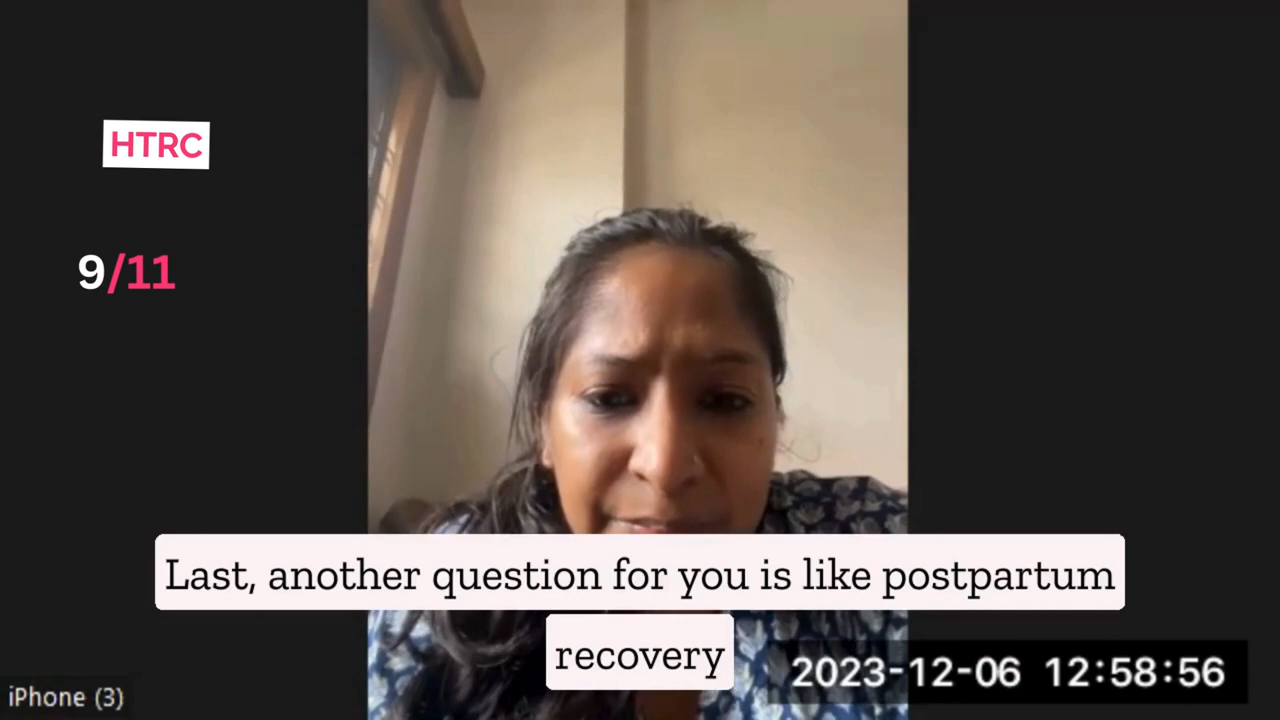 HTRC
9/11
Last, another question for you is like postpartum
recovery
2023-12-06 12:58:56
iPhone (3)